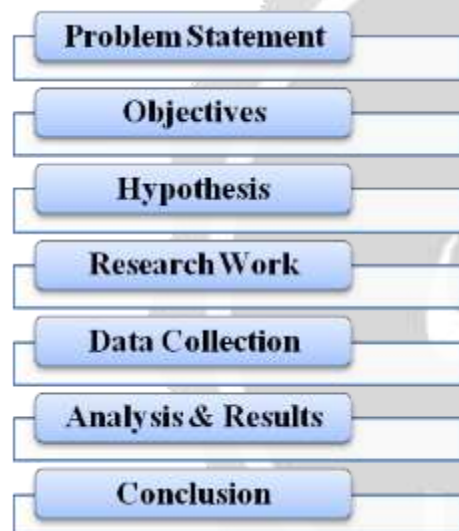 Problem Statement
Objectives
Hypothesis
Research Work
Data Collection
Analysis & Results
Conclusion